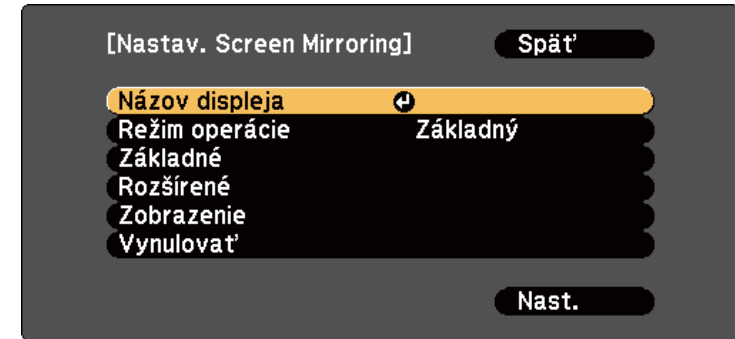 [Nastav. Screen Mirroring] Späť
Názov displeja
Režim operácie Základný
Základné
Rozšírené
Zobrazenie
Vynulovať
Nast.